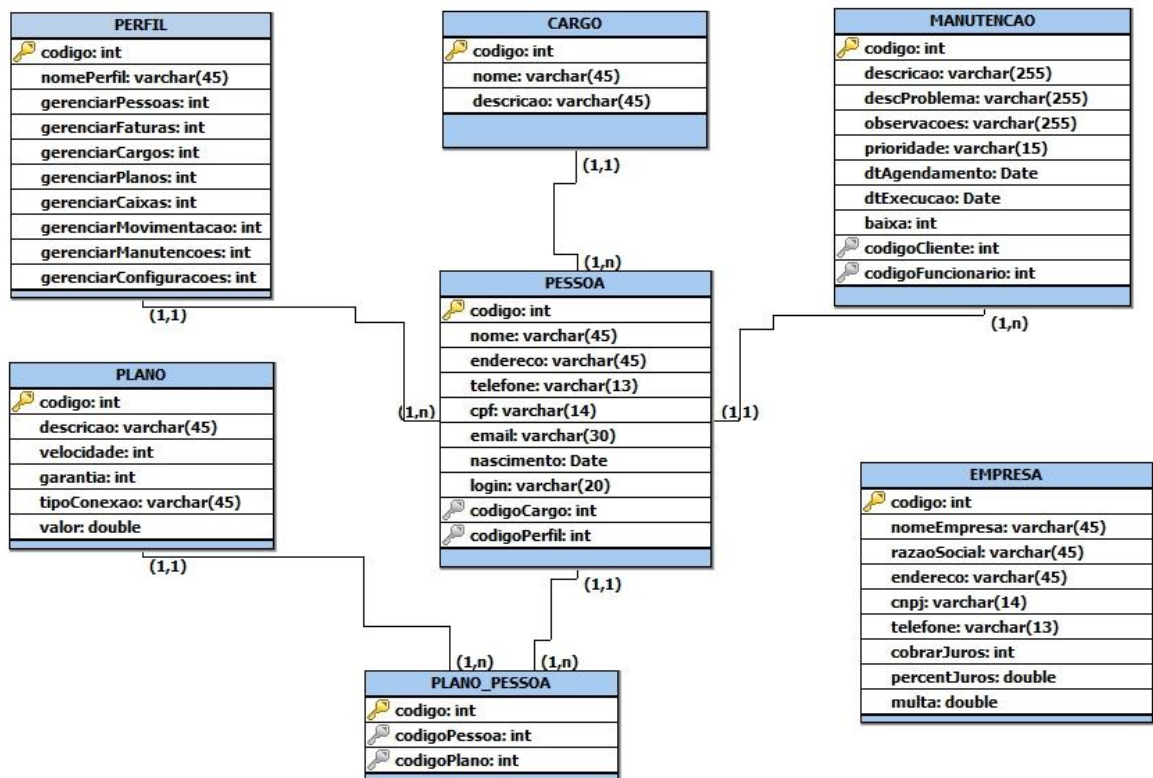 PERFIL
codigo: int
nomePerfil: varchar(45)
gerenciarPessoas: int
gerenciarFaturas: int
gerenciarCargos: int
gerenciarPlanos: int
gerenciarCaixas: int
gerenciarMovimentacao: int
gerenciarManutencoes: int
gerenciarConfiguracoes: int
(1,1)
(1,n)
CARGO
codigo: int
nome: varchar(45)
descricao: varchar(45)
(1,1)
(1,n)
MANUTENCAO
codigo: int
descricao: varchar(255)
descProblema: varchar(255)
observacoes: varchar(255)
prioridade: varchar(15)
dtAgendamento: Date
dtExecucao: Date
baixa: int
codigoCliente: int
codigoFuncionario: int
(1,n)
(1,1)
PESSOA
codigo: int
nome: varchar(45)
endereco: varchar(45)
telefone: varchar(13)
cpf: varchar(14)
email: varchar(30)
nascimento: Date
login: varchar(20)
codigoCargo: int
codigoPerfil: int
(1,1)
(1,n)
PLANO
codigo: int
descricao: varchar(45)
velocidade: int
garantia: int
tipoConexao: varchar(45)
valor: double
(1,1)
(1,n)
EMPRESA
codigo: int
nomeEmpresa: varchar(45)
razaoSocial: varchar(45)
endereco: varchar(45)
cnpj: varchar(14)
telefone: varchar(13)
cobrarJuros: int
percentJuros: double
multa: double
PLANO_PESSOA
codigo: int
codigoPessoa: int
codigoPlano: int